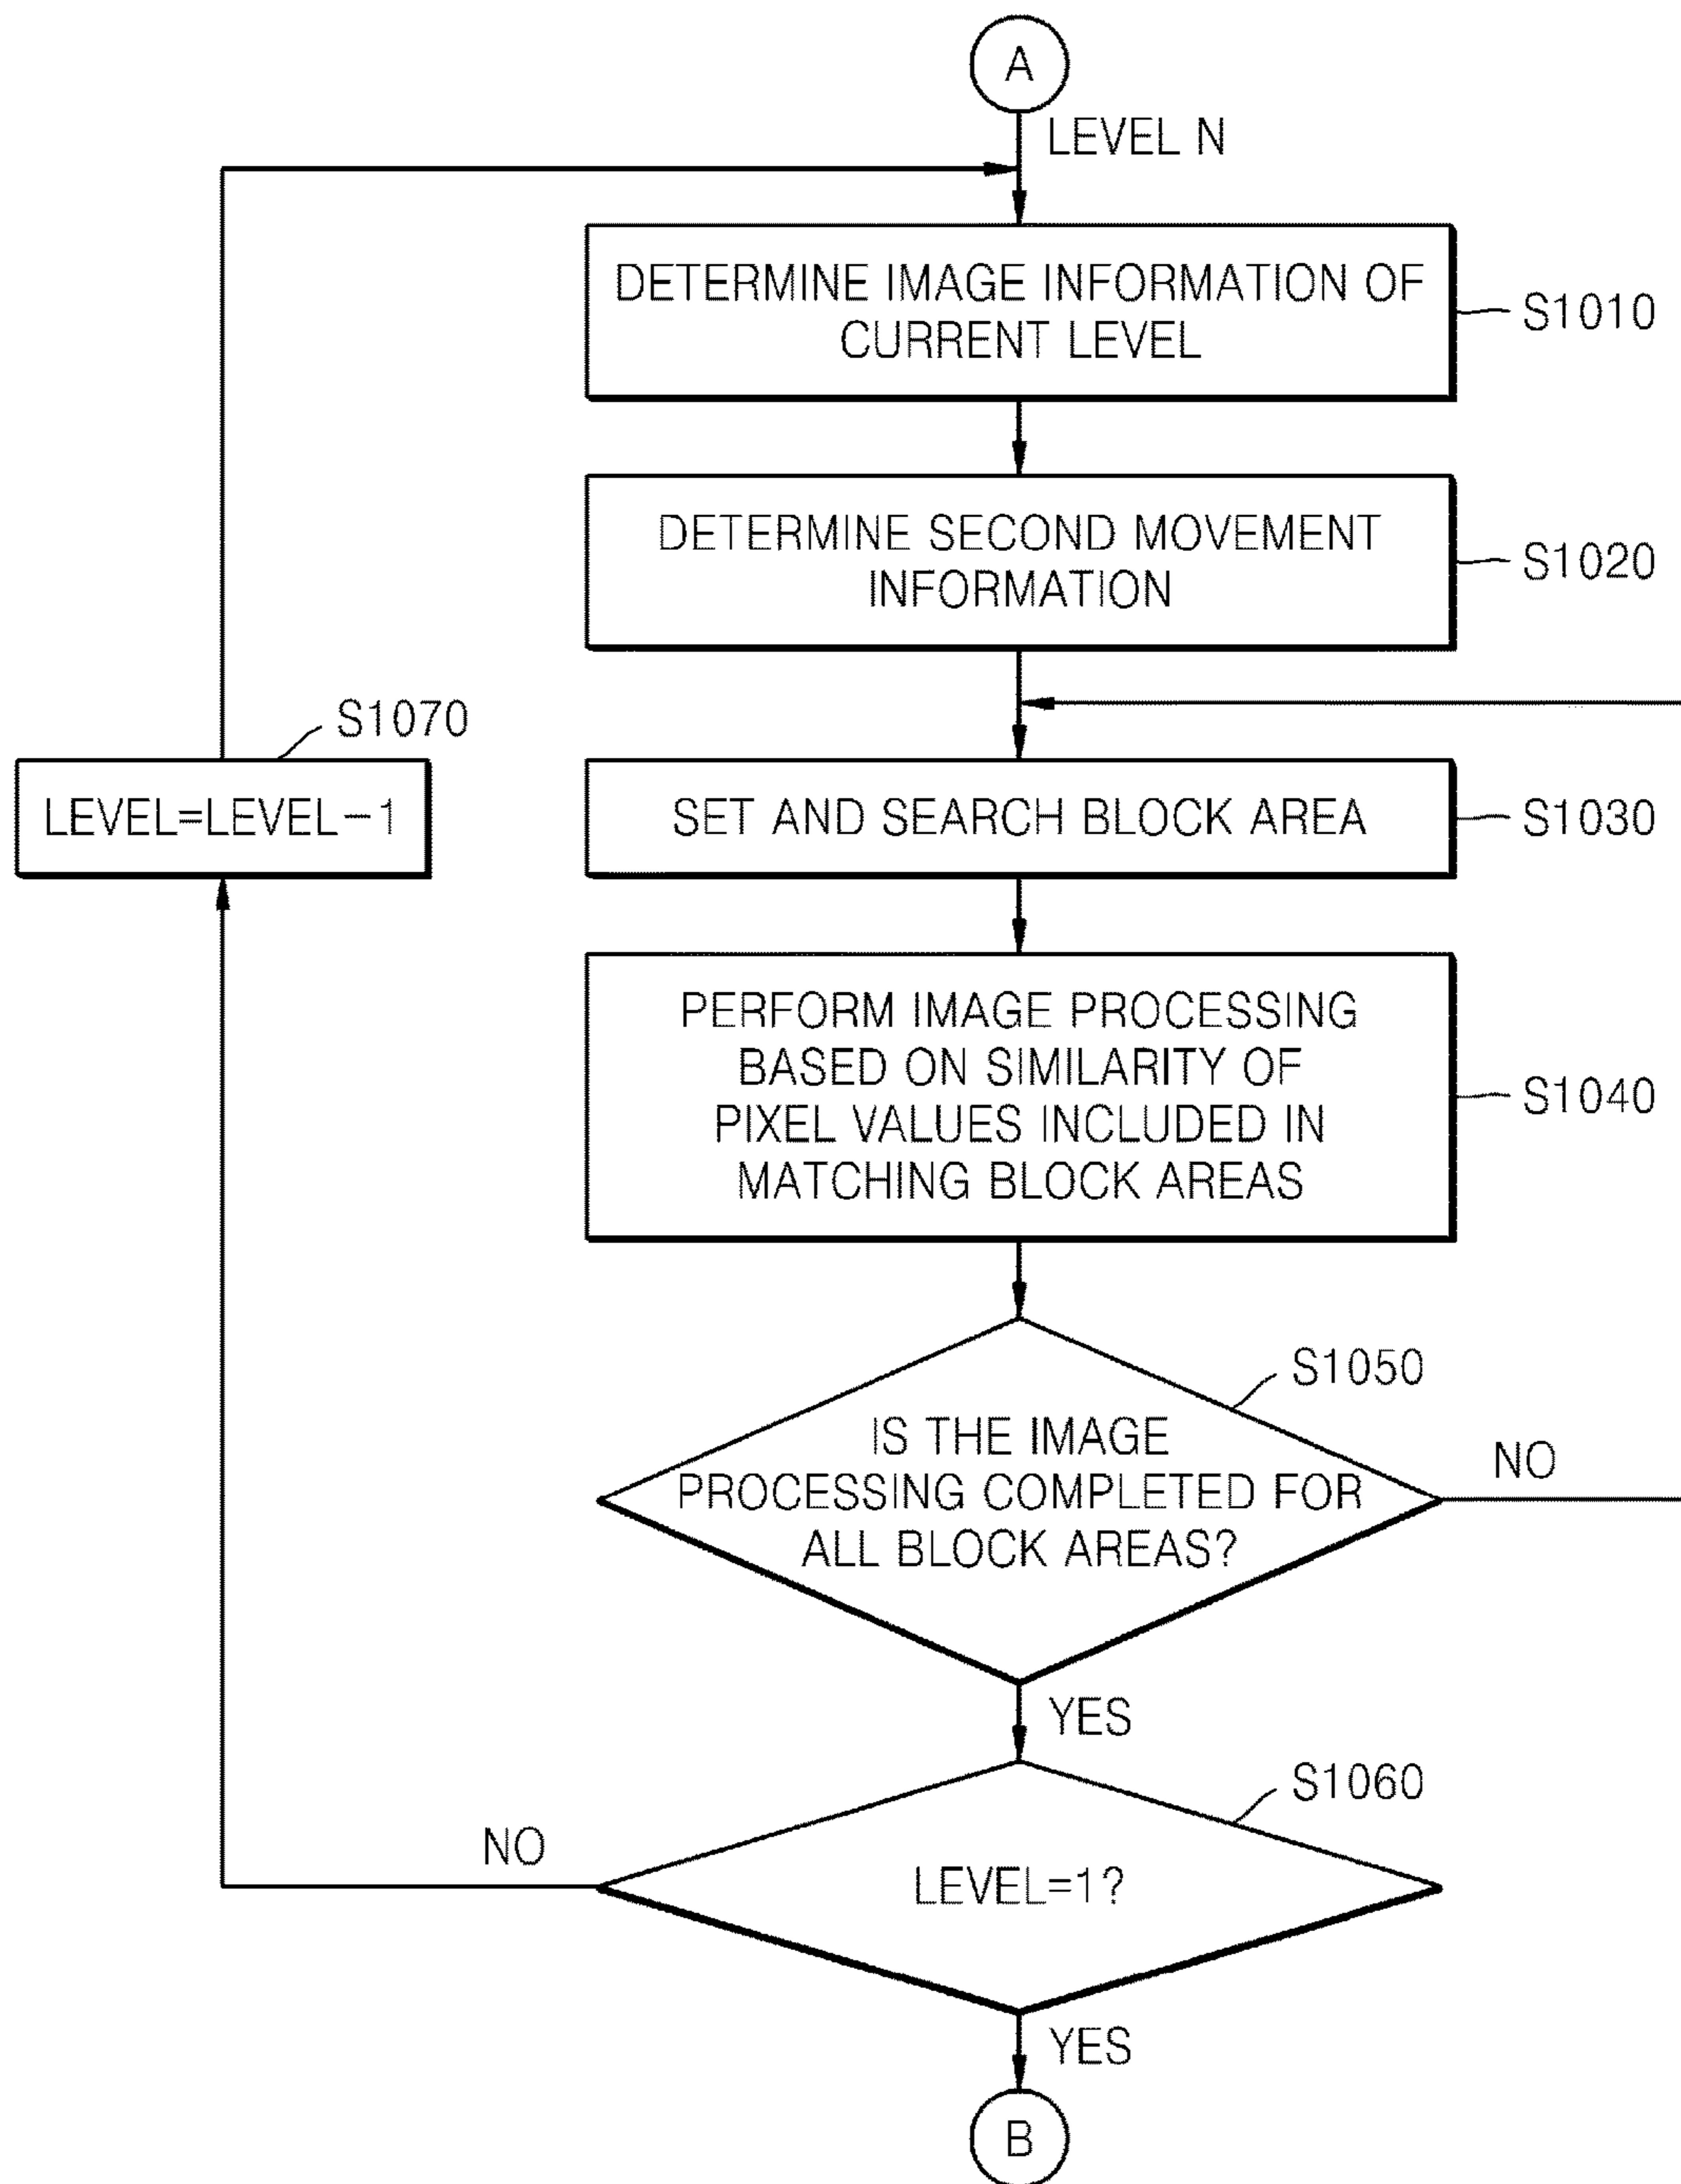 A
LEVEL N
DETERMINE IMAGE INFORMATION OF
CURRENT LEVEL
S1010
DETERMINE SECOND MOVEMENT
INFORMATION
S1020
S1070
LEVEL=LEVEL-1
SET AND SEARCH BLOCK AREA
S1030
PERFORM IMAGE PROCESSING
BASED ON SIMILARITY OF
PIXEL VALUES INCLUDED IN
MATCHING BLOCK AREAS
S1040
S1050
IS THE IMAGE
PROCESSING COMPLETED FOR
ALL BLOCK AREAS?
NO
YES
S1060
NO
LEVEL=1?
YES
B